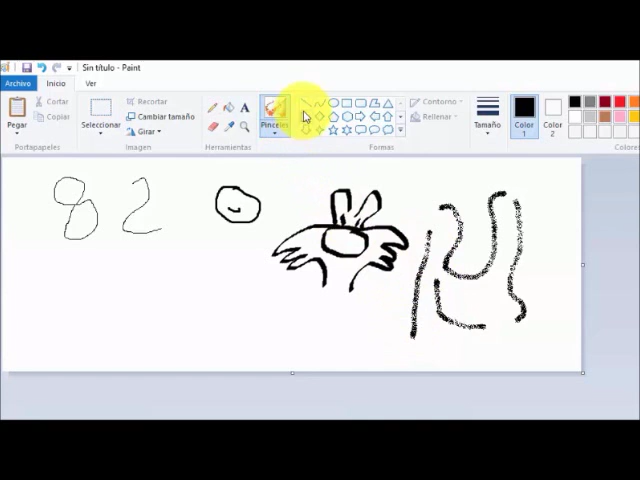 Sin título - Paint
Archivo Inicio Ver
Pegar Cortar Copiar Portapapeles
Seleccionar Recortar Cambiar tamaño Girar Imagen
Herramientas
Pinceles
Contorno Rellenar Formas
Tamaño
Color 1
Color 2
Colores
82